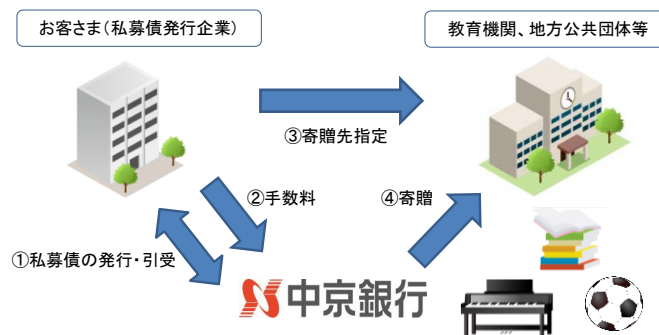 お客さま(私募債発行企業)
教育機関、地方公共団体等
③寄贈先指定
②手数料
④寄贈
①私募債の発行・引受
中京銀行